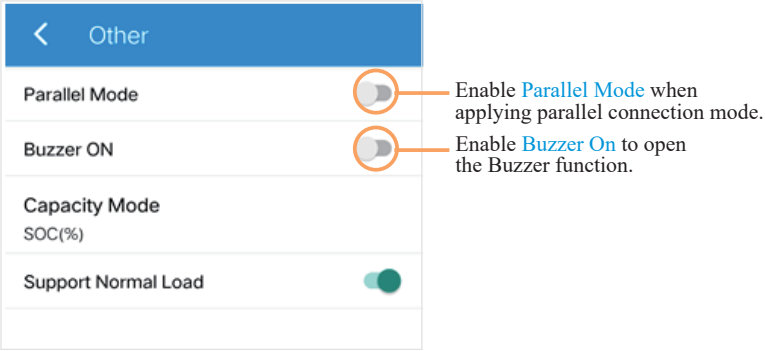 Other
Parallel Mode
Enable Parallel Mode when
applying parallel connection mode.
Buzzer ON
Enable Buzzer On to open
the Buzzer function.
Capacity Mode
SOC(%)
Support Normal Load